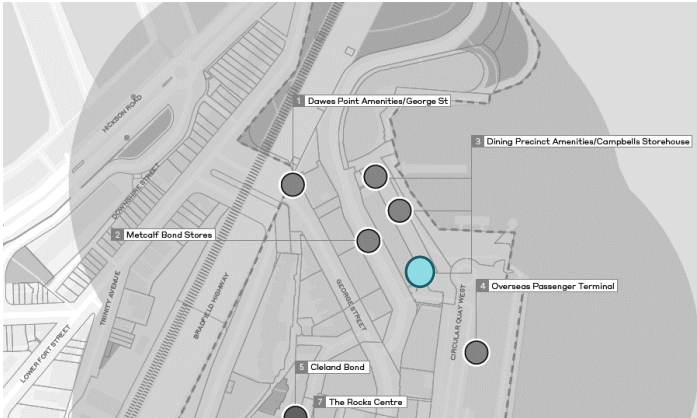 HICKSON ROAD
1 Dawes Point Amenities/George St
3 Dining Precinct Amenities/Campbells Storehouse
DOWNSHIRE STREET
2 Metcalf Bond Stores
TRINITY AVENUE
BRADFIELD HIGHWAY
GEORGE STREET
4 Overseas Passenger Terminal
CIRCULAR QUAY WEST
LOWER FORT STREET
5 Cleland Bond
7 The Rocks Centre